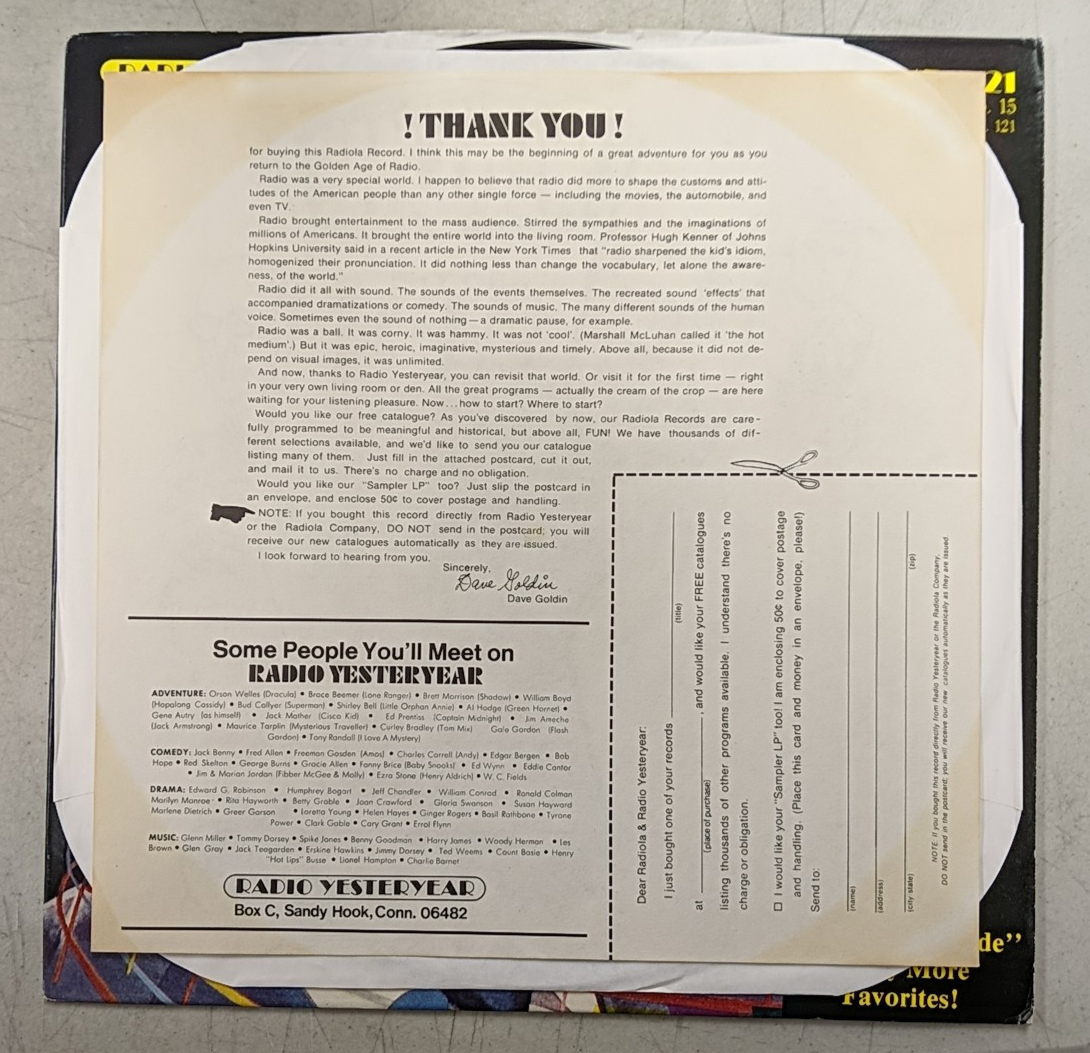 21
15
121
! THANK YOU !
for buying this Radiola Record. I think this may be the beginning of a great adventure for you as you
return to the Golden Age of Radio.
Radio was a very special world. I happen to believe that radio did more to shape the customs and atti-
tudes of the American people than any other single force — including the movies, the automobile, and
even TV.
Radio brought entertainment to the mass audience. Stirred the sympathies and the imaginations of
millions of Americans. It brought the entire world into the living room. Professor Hugh Kenner of Johns
Hopkins University said in a recent article in the New York Times that "radio sharpened the kid's idiom,
homogenized their pronunciation. It did nothing less than change the vocabulary, let alone the aware-
ness, of the world."
Radio did it all with sound. The sounds of the events themselves. The recreated sound 'effects' that
accompanied dramatizations or comedy. The sounds of music. The many different sounds of the human
voice. Sometimes even the sound of nothing — a dramatic pause, for example.
Radio was a ball. It was corny. It was hammy. It was not 'cool'. (Marshall McLuhan called it 'the hot
medium'.) But it was epic, heroic, imaginative, mysterious and timely. Above all, because it did not de-
pend on visual images, it was unlimited.
And now, thanks to Radio Yesteryear, you can revisit that world. Or visit it for the first time — right
in your very own living room or den. All the great programs — actually the cream of the crop — are here
waiting for your listening pleasure. Now...how to start? Where to start?
Would you like our free catalogue? As you've discovered by now, our Radiola Records are care-
fully programmed to be meaningful and historical, but above all, FUN! We have thousands of dif-
ferent selections available, and we'd like to send you our catalogue
listing many of them. Just fill in the attached postcard, cut it out,
and mail it to us. There's no charge and no obligation.
Would you like our "Sampler LP" too? Just slip the postcard in
an envelope, and enclose 50¢ to cover postage and handling.
NOTE: If you bought this record directly from Radio Yesteryear
or the Radiola Company, DO NOT send in the postcard; you will
receive our new catalogues automatically as they are issued.
I look forward to hearing from you.
Sincerely,
Dave Goldin
Dave Goldin
Some People You'll Meet on
RADIO YESTERYEAR
ADVENTURE: Orson Welles (Dracula) • Brace Beemer (Lone Ranger) • Brett Morrison (Shadow) • William Boyd
(Hopalong Cassidy) • Bud Collyer (Superman) • Shirley Bell (Little Orphan Annie) • Al Hodge (Green Hornet) •
Gene Autry (as himself) • Jack Mather (Cisco Kid) • Ed Prentiss (Captain Midnight) • Jim Ameche
(Jack Armstrong) • Maurice Tarplin (Mysterious Traveller) • Curley Bradley (Tom Mix) Gale Gordon (Flash
Gordon) • Tony Randall (I Love A Mystery)
COMEDY: Jack Benny • Fred Allen • Freeman Gosden (Amos) • Charles Correll (Andy) • Edgar Bergen • Bob
Hope • Red Skelton • George Burns • Gracie Allen • Fanny Brice (Baby Snooks) • Ed Wynn • Eddie Cantor
• Jim & Marian Jordan (Fibber McGee & Molly) • Ezra Stone (Henry Aldrich) • W. C. Fields
DRAMA: Edward G. Robinson • Humphrey Bogart • Jeff Chandler • William Conrad • Ronald Colman
Marilyn Monroe • Rita Hayworth • Betty Grable • Joan Crawford • Gloria Swanson • Susan Hayward
Marlene Dietrich • Greer Garson • Loretta Young • Helen Hayes • Ginger Rogers • Basil Rathbone • Tyrone
Power • Clark Gable • Cary Grant • Errol Flynn
MUSIC: Glenn Miller • Tommy Dorsey • Spike Jones • Benny Goodman • Harry James • Woody Herman • Les
Brown • Glen Gray • Jack Teagarden • Erskine Hawkins • Jimmy Dorsey • Ted Weems • Count Basie • Henry
"Hot Lips" Busse • Lionel Hampton • Charlie Barnet
RADIO YESTERYEAR
Box C, Sandy Hook, Conn. 06482
Dear Radiola & Radio Yesteryear:
I just bought one of your records
(title)
at , and would like your FREE catalogues
(place of purchase)
listing thousands of other programs available. I understand there's no
charge or obligation.
□ I would like your "Sampler LP" too! I am enclosing 50¢ to cover postage
and handling. (Place this card and money in an envelope, please!)
Send to:
(name)
(address)
(city state) (zip)
NOTE: If you bought this record directly from Radio Yesteryear or the Radiola Company,
DO NOT send in the postcard; you will receive our new catalogues automatically as they are issued.
de"
More
Favorites!